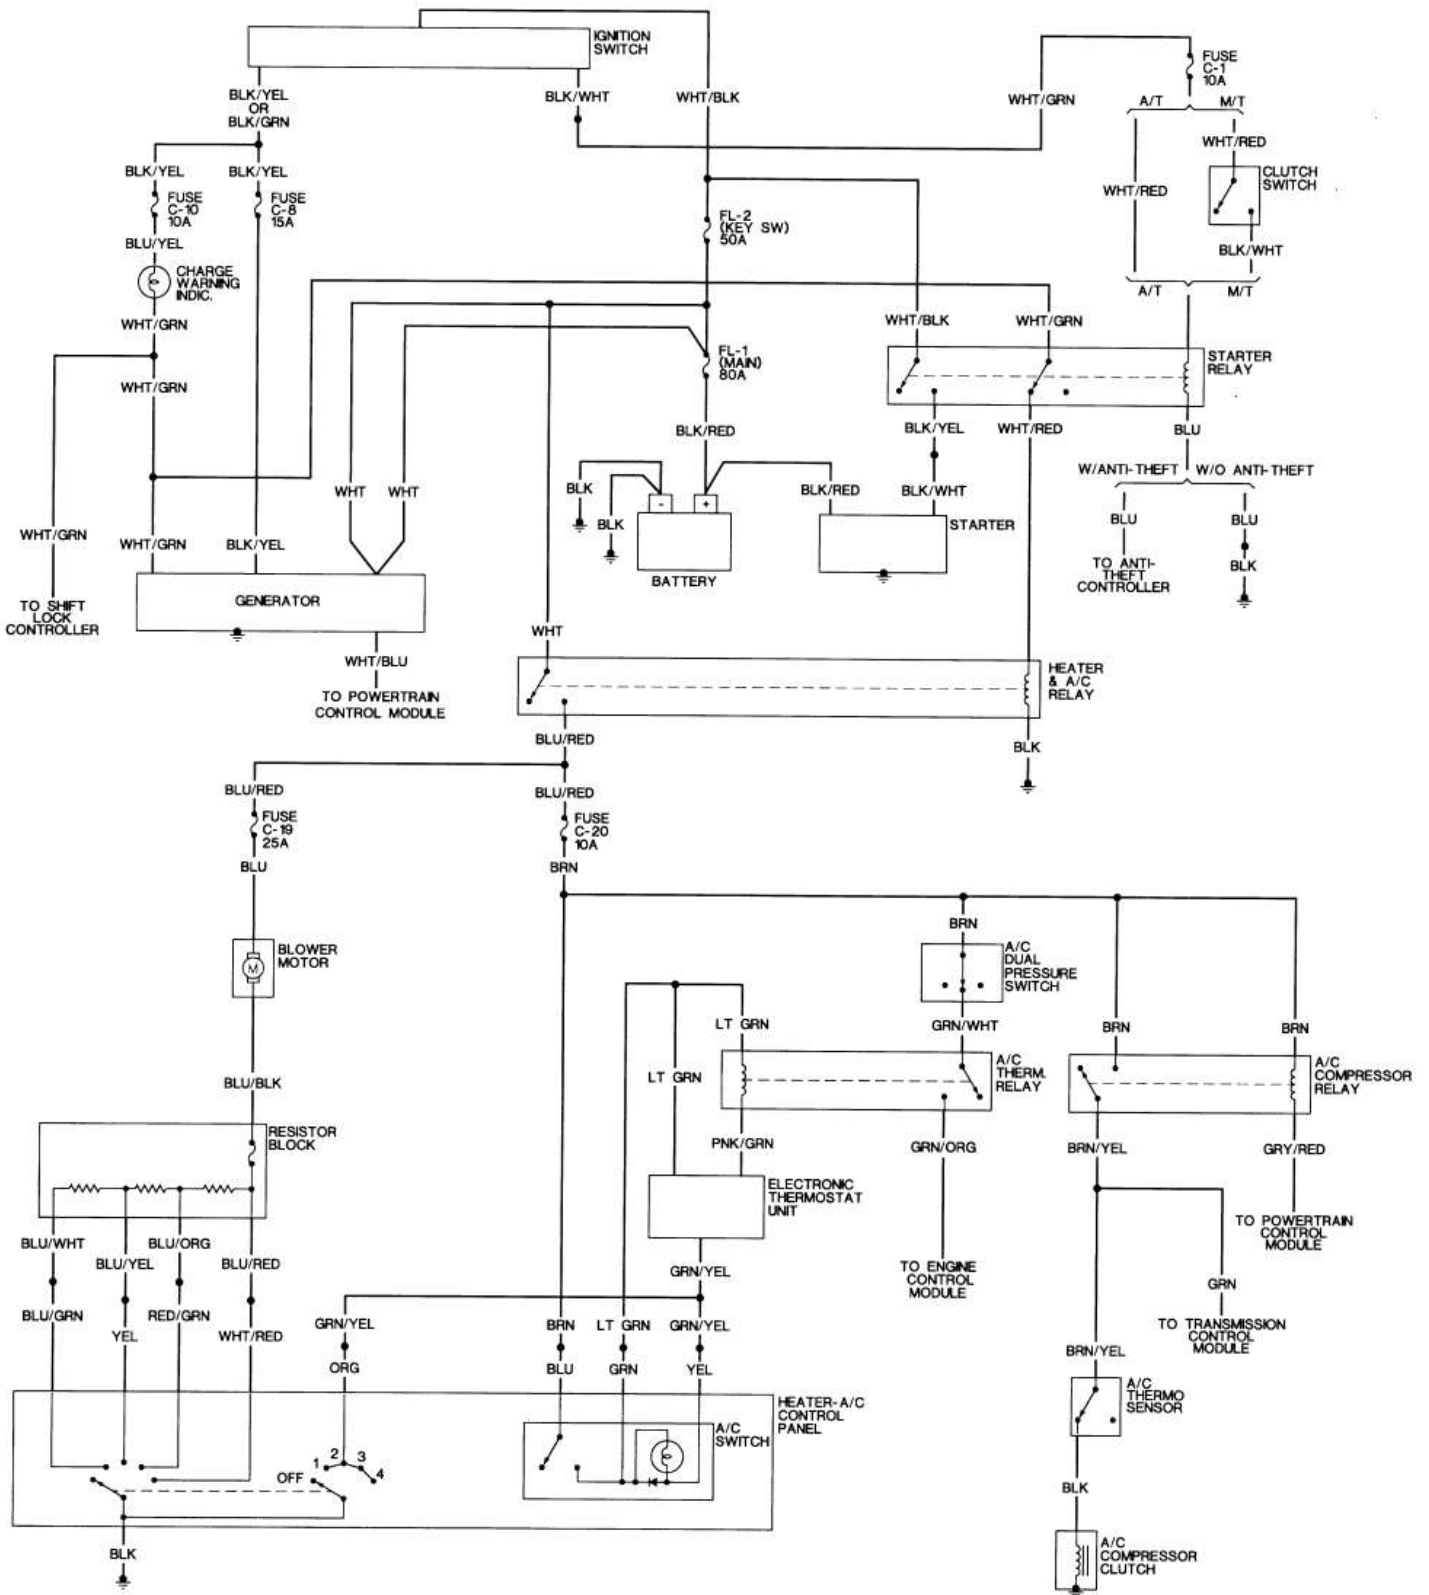 IGNITION
SWITCH
BLK/YEL
OR
BLK/GRN
BLK/WHT
WHT/BLK
WHT/GRN
FUSE
C-1
10A
A/T
M/T
WHT/RED
WHT/RED
CLUTCH
SWITCH
BLK/WHT
A/T
M/T
BLK/YEL
BLK/YEL
FUSE
C-10
10A
FUSE
C-8
15A
BLU/YEL
CHARGE
WARNING
INDIC.
WHT/GRN
WHT/GRN
FL-2
(KEY SW)
50A
WHT/BLK
WHT/GRN
FL-1
(MAIN)
80A
STARTER
RELAY
BLK/RED
BLK/YEL
WHT/RED
BLU
W/ANTI-THEFT
W/O ANTI-THEFT
BLK
BLK
WHT
WHT
BLK/RED
BLK/WHT
-
+
BATTERY
STARTER
BLU
BLU
TO ANTI-
THEFT
CONTROLLER
BLK
WHT/GRN
WHT/GRN
BLK/YEL
TO SHIFT
LOCK
CONTROLLER
GENERATOR
WHT/BLU
TO POWERTRAIN
CONTROL MODULE
WHT
HEATER
& A/C
RELAY
BLU/RED
BLK
BLU/RED
BLU/RED
FUSE
C-19
25A
FUSE
C-20
10A
BLU
BRN
BLOWER
MOTOR
M
BRN
A/C
DUAL
PRESSURE
SWITCH
LT GRN
GRN/WHT
BRN
BRN
LT GRN
A/C
THERM.
RELAY
A/C
COMPRESSOR
RELAY
BLU/BLK
PNK/GRN
GRN/ORG
BRN/YEL
GRY/RED
RESISTOR
BLOCK
ELECTRONIC
THERMOSTAT
UNIT
TO POWERTRAIN
CONTROL
MODULE
BLU/WHT
BLU/YEL
BLU/ORG
BLU/RED
GRN/YEL
TO ENGINE
CONTROL
MODULE
GRN
TO TRANSMISSION
CONTROL
MODULE
BLU/GRN
YEL
RED/GRN
WHT/RED
GRN/YEL
ORG
BRN
BLU
LT GRN
GRN
GRN/YEL
YEL
BRN/YEL
A/C
THERMO
SENSOR
HEATER-A/C
CONTROL
PANEL
A/C
SWITCH
OFF
1
2
3
4
BLK
BLK
A/C
COMPRESSOR
CLUTCH